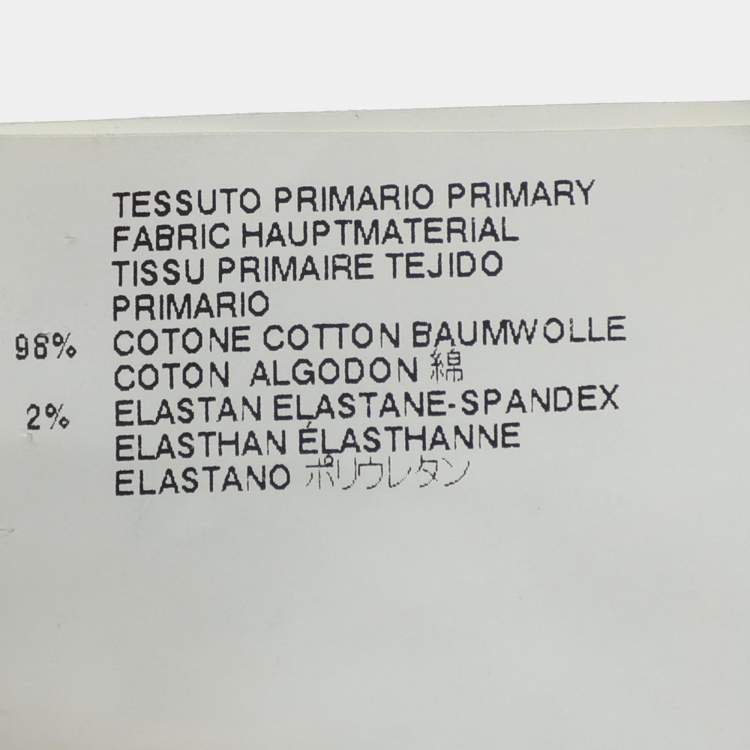 TESSUTO PRIMARIO PRIMARY
FABRIC HAUPTMATERIAL
TISSU PRIMAIRE TEJIDO
PRIMARIO
98% COTONE COTTON BAUMWOLLE
COTON ALGODÓN 綿
2% ELASTAN ELASTANE-SPANDEX
ELASTHAN ÉLASTHANNE
ELASTANO ポリウレタン